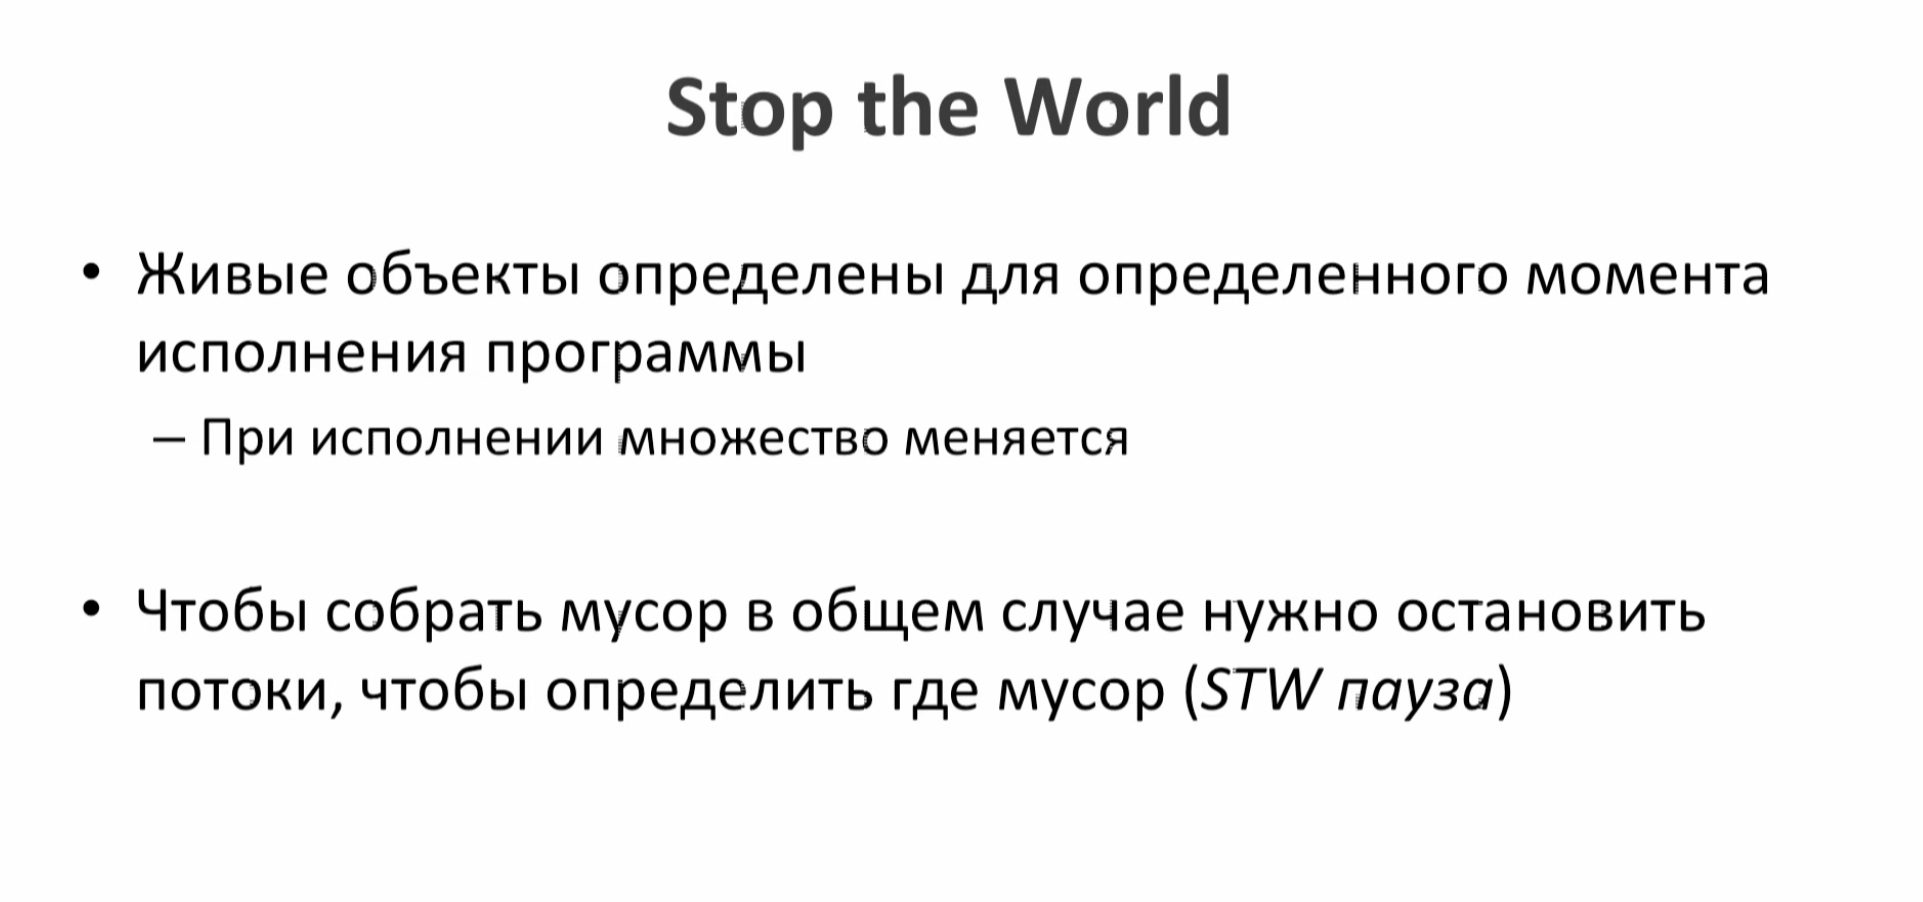 Stop the World
• Живые объекты определены для определенного момента
исполнения программы
– При исполнении множество меняется
• Чтобы собрать мусор в общем случае нужно остановить
потоки, чтобы определить где мусор (STW пауза)